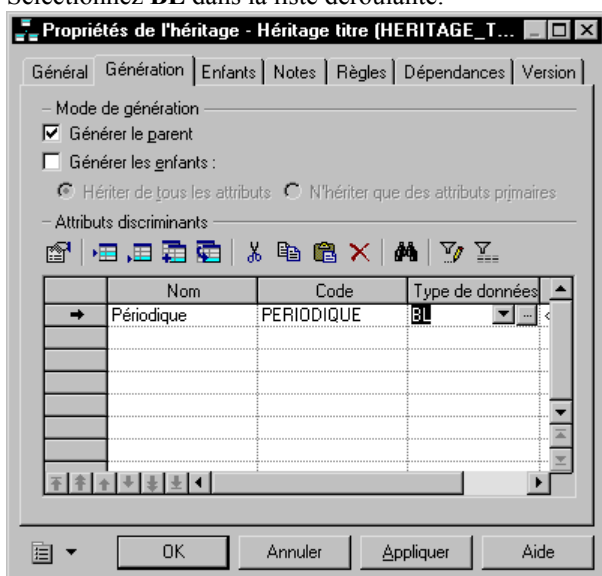 Sélectionnez BL dans la liste déroulante.
Propriétés de l'héritage - Héritage titre (HERITAGE_T...
Général Génération Enfants Notes Règles Dépendances Version
Mode de génération
Générer le parent
Générer les enfants :
Hériter de tous les attributs N'hériter que des attributs primaires
Attributs discriminants
Nom Code Type de données
Périodique PERIODIQUE BL ... <
OK Annuler Appliquer Aide